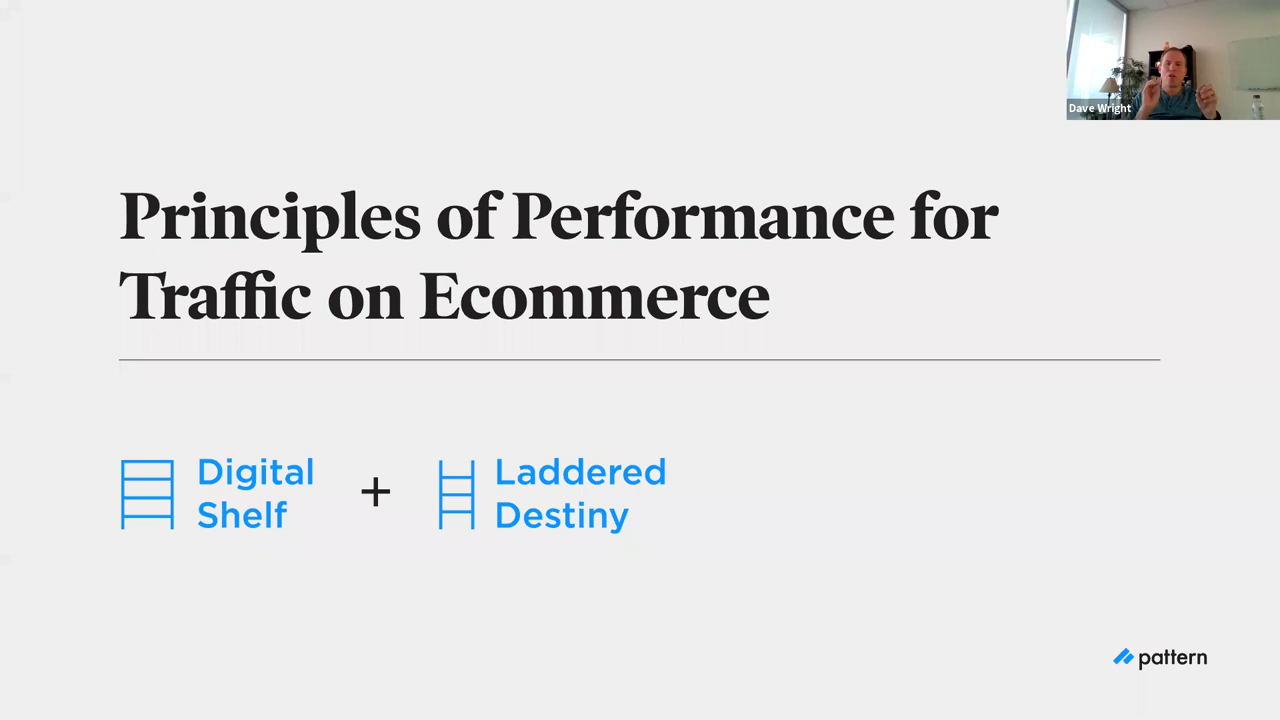 Dave Wright
Principles of Performance for
Traffic on Ecommerce
Digital
Shelf
+
Laddered
Destiny
pattern